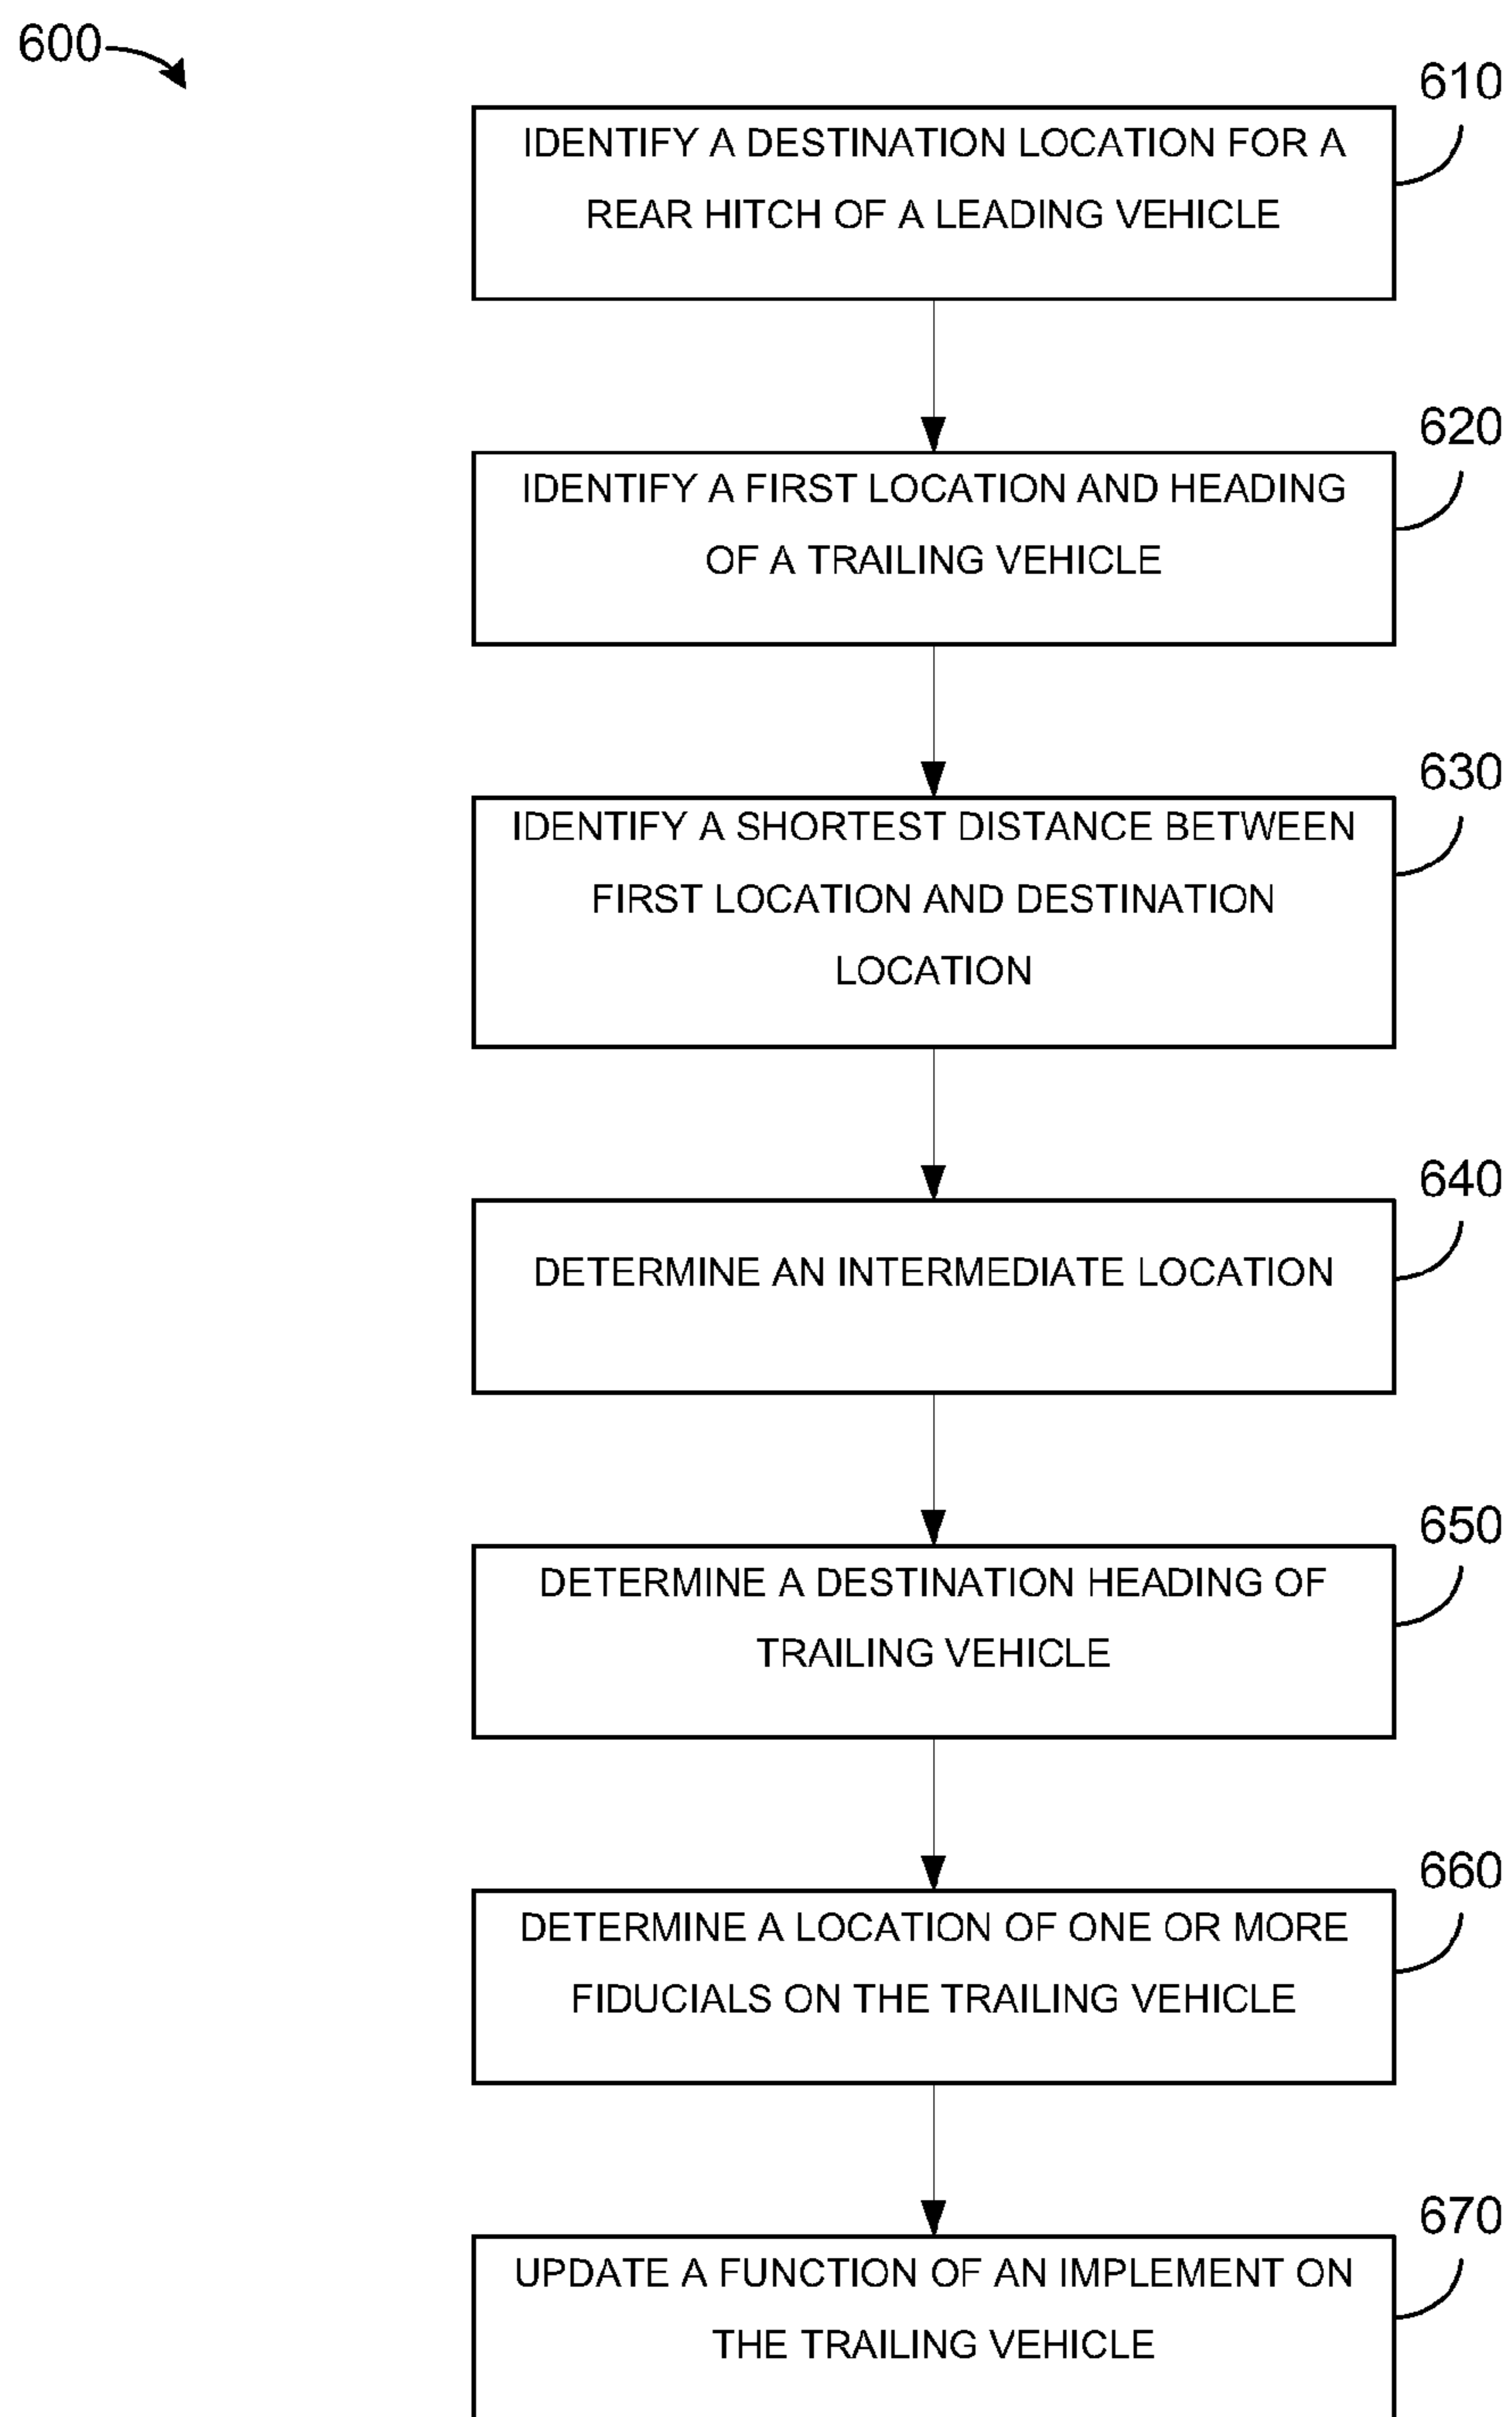 600
610
IDENTIFY A DESTINATION LOCATION FOR A
REAR HITCH OF A LEADING VEHICLE
620
IDENTIFY A FIRST LOCATION AND HEADING
OF A TRAILING VEHICLE
630
IDENTIFY A SHORTEST DISTANCE BETWEEN
FIRST LOCATION AND DESTINATION
LOCATION
640
DETERMINE AN INTERMEDIATE LOCATION
650
DETERMINE A DESTINATION HEADING OF
TRAILING VEHICLE
660
DETERMINE A LOCATION OF ONE OR MORE
FIDUCIALS ON THE TRAILING VEHICLE
670
UPDATE A FUNCTION OF AN IMPLEMENT ON
THE TRAILING VEHICLE